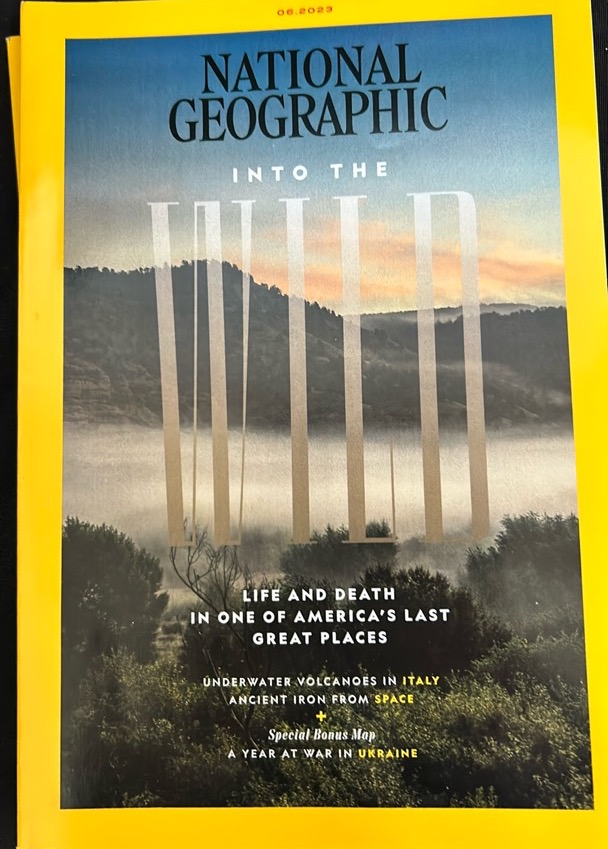 06.2023
NATIONAL
GEOGRAPHIC
INTO THE
WILD
LIFE AND DEATH
IN ONE OF AMERICA'S LAST
GREAT PLACES
UNDERWATER VOLCANOES IN ITALY
ANCIENT IRON FROM SPACE
+
Special Bonus Map
A YEAR AT WAR IN UKRAINE